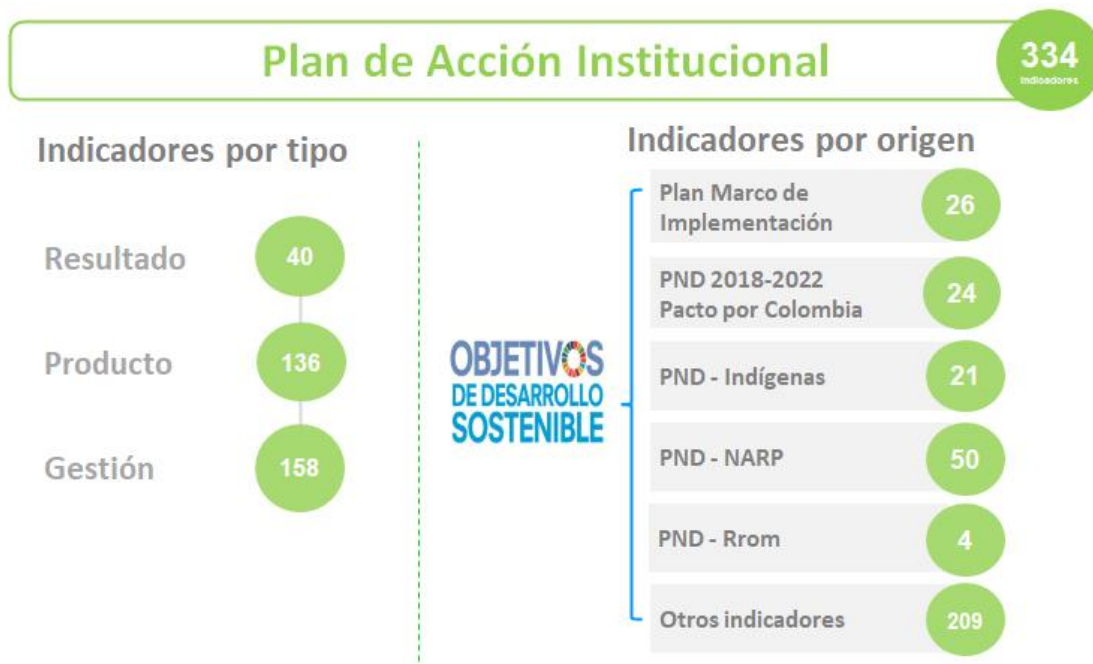 Plan de Acción Institucional
334
Indicadores
Indicadores por tipo
Resultado
40
Producto
136
Gestión
158
OBJETIVOS
DE DESARROLLO
SOSTENIBLE
Indicadores por origen
Plan Marco de
Implementación
26
PND 2018-2022
Pacto por Colombia
24
PND - Indígenas
21
PND - NARP
50
PND - Rrom
4
Otros indicadores
209